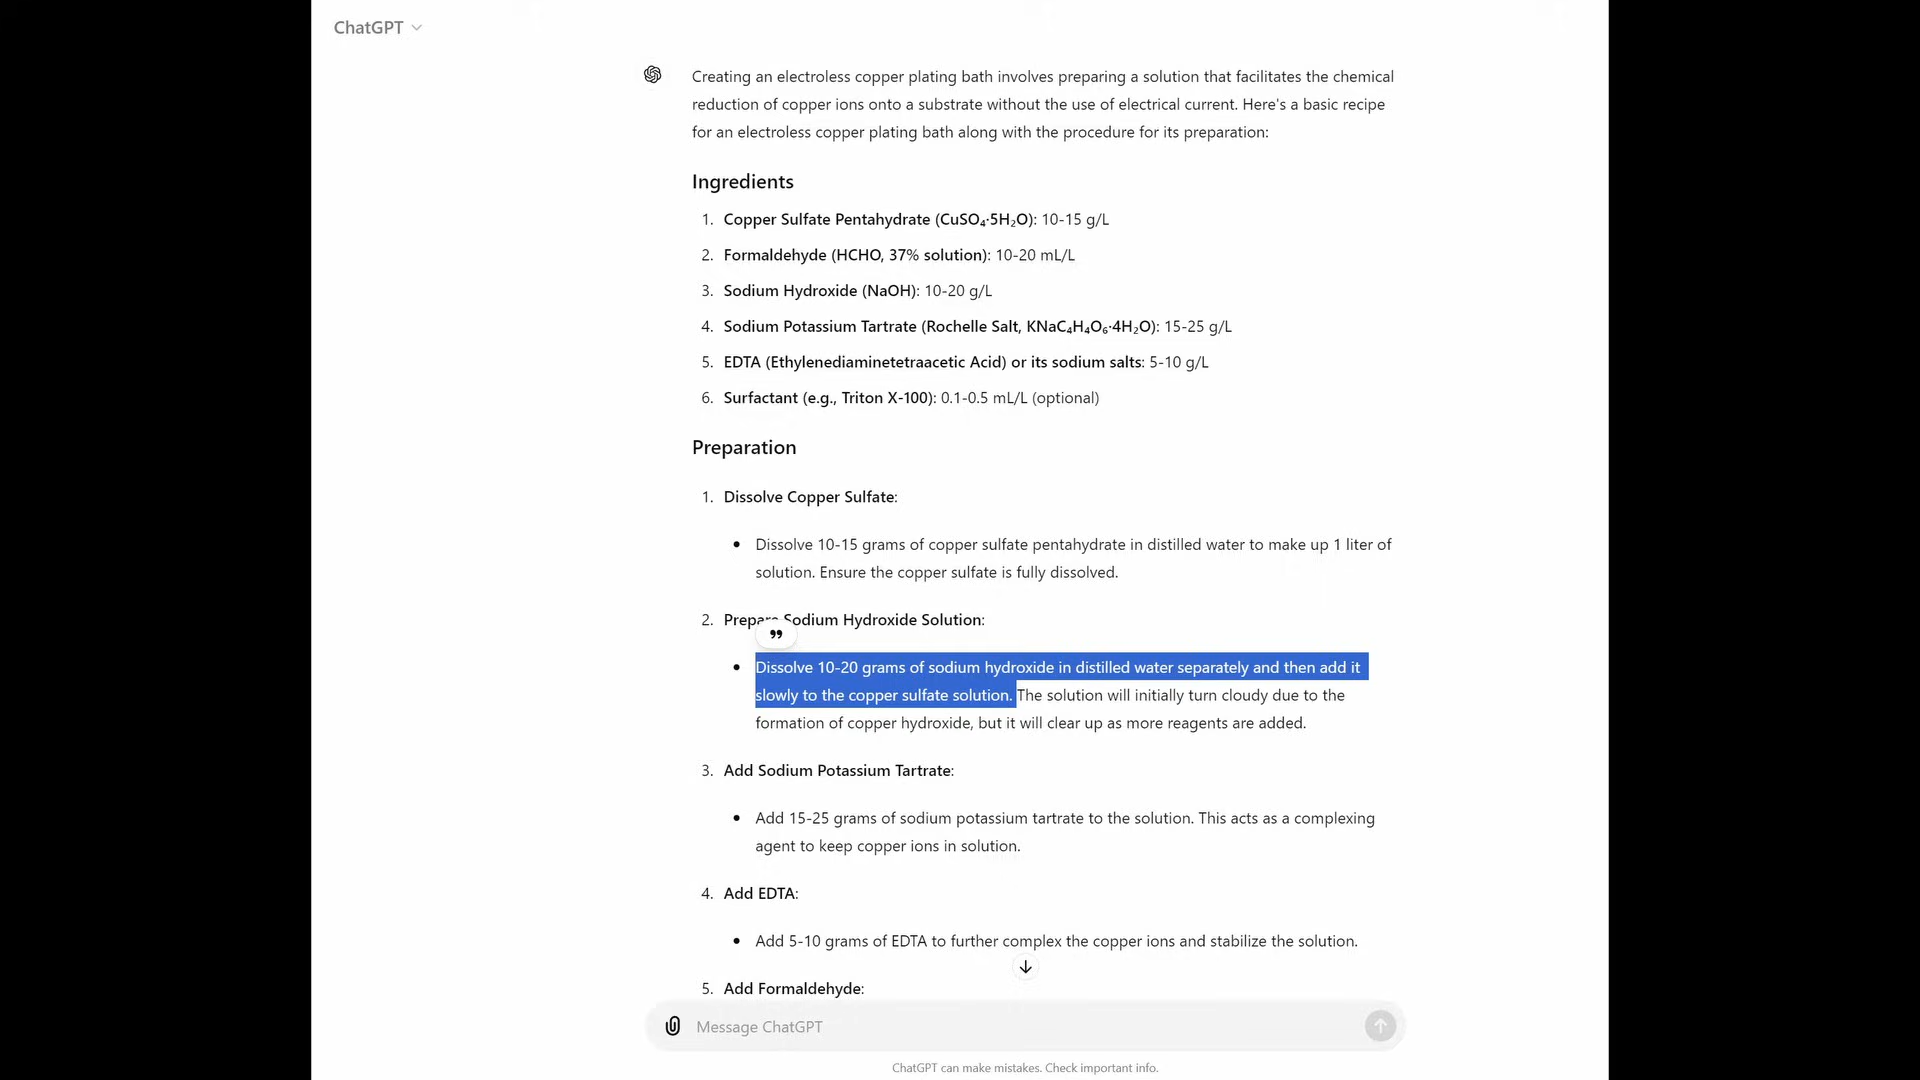 ChatGPT
Creating an electroless copper plating bath involves preparing a solution that facilitates the chemical
reduction of copper ions onto a substrate without the use of electrical current. Here's a basic recipe
for an electroless copper plating bath along with the procedure for its preparation:
Ingredients
1. Copper Sulfate Pentahydrate (CuSO₄·5H₂O): 10-15 g/L
2. Formaldehyde (HCHO, 37% solution): 10-20 mL/L
3. Sodium Hydroxide (NaOH): 10-20 g/L
4. Sodium Potassium Tartrate (Rochelle Salt, KNaC₄H₄O₆·4H₂O): 15-25 g/L
5. EDTA (Ethylenediaminetetraacetic Acid) or its sodium salts: 5-10 g/L
6. Surfactant (e.g., Triton X-100): 0.1-0.5 mL/L (optional)
Preparation
1. Dissolve Copper Sulfate:
• Dissolve 10-15 grams of copper sulfate pentahydrate in distilled water to make up 1 liter of
solution. Ensure the copper sulfate is fully dissolved.
2. Prepare Sodium Hydroxide Solution:
• Dissolve 10-20 grams of sodium hydroxide in distilled water separately and then add it
slowly to the copper sulfate solution. The solution will initially turn cloudy due to the
formation of copper hydroxide, but it will clear up as more reagents are added.
3. Add Sodium Potassium Tartrate:
• Add 15-25 grams of sodium potassium tartrate to the solution. This acts as a complexing
agent to keep copper ions in solution.
4. Add EDTA:
• Add 5-10 grams of EDTA to further complex the copper ions and stabilize the solution.
5. Add Formaldehyde:
Message ChatGPT
ChatGPT can make mistakes. Check important info.